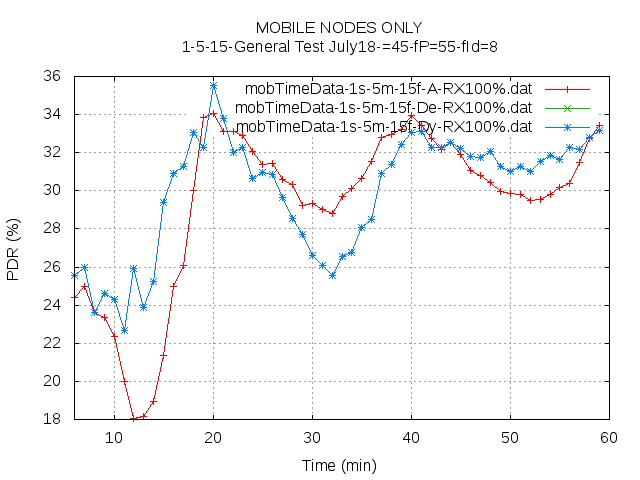 MOBILE NODES ONLY
1-5-15-General Test July18-=45-fP=55-fId=8
mobTimeData-1s-5m-15f-A-RX100%.dat
mobTimeData-1s-5m-15f-De-RX100%.dat
mobTimeData-1s-5m-15f-Dy-RX100%.dat
PDR (%)
36
34
32
30
28
26
24
22
20
18
10 20 30 40 50 60
Time (min)